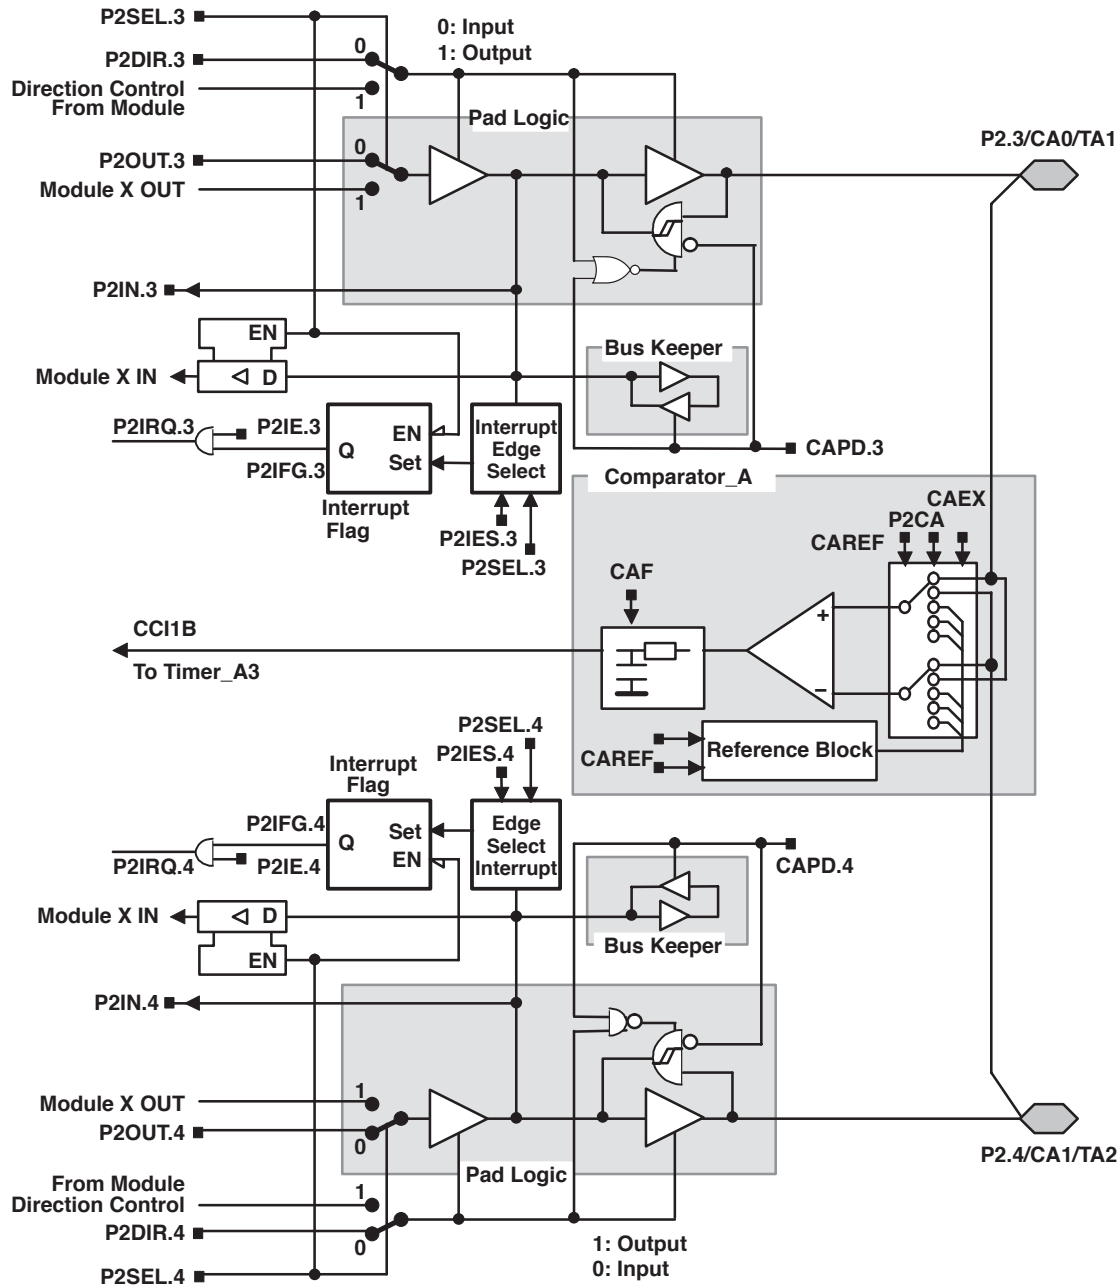 P2SEL.3
0: Input
1: Output
0
P2DIR.3
Direction Control
From Module
1
Pad Logic
P2.3/CA0/TA1
0
P2OUT.3
Module X OUT
1
P2IN.3
EN
Bus Keeper
Module X IN
D
P2IRQ.3
P2IE.3
P2IFG.3
Q
EN
Set
Interrupt
Edge
Select
CAPD.3
Interrupt
Flag
P2IES.3
P2SEL.3
Comparator_A
CAEX
P2CA
CAREF
CAF
+
−
CCI1B
To Timer_A3
Reference Block
CAREF
P2SEL.4
P2IES.4
Interrupt
Flag
P2IFG.4
P2IE.4
P2IRQ.4
Q
Set
EN
Edge
Select
Interrupt
CAPD.4
Module X IN
D
EN
Bus Keeper
P2IN.4
1
Module X OUT
P2OUT.4
0
Pad Logic
P2.4/CA1/TA2
From Module
Direction Control
1
P2DIR.4
0
1: Output
0: Input
P2SEL.4